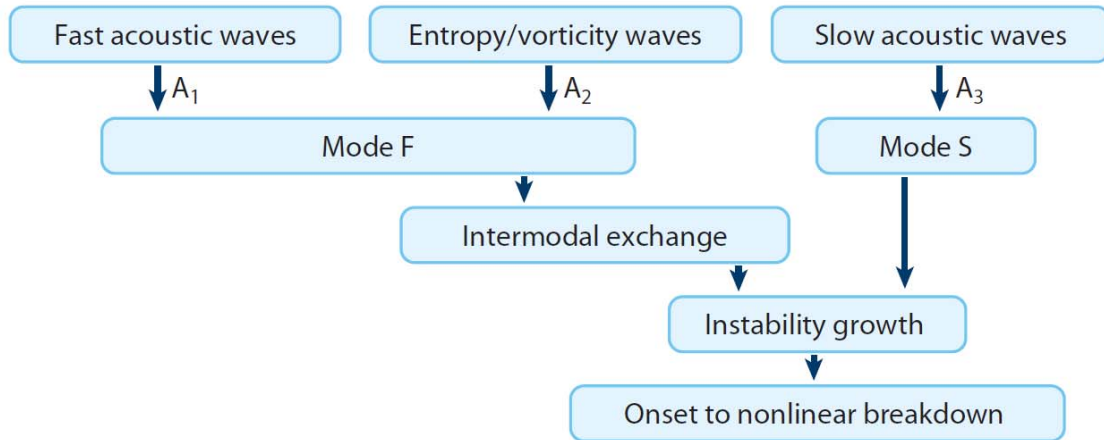 Fast acoustic waves
Entropy/vorticity waves
Slow acoustic waves
A₁
A₂
A₃
Mode F
Mode S
Intermodal exchange
Instability growth
Onset to nonlinear breakdown